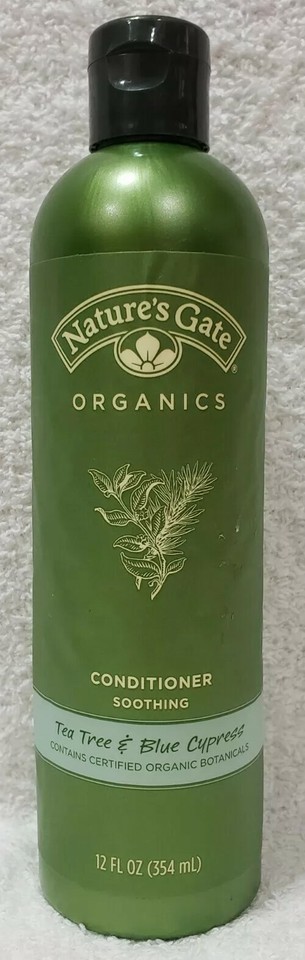 Nature's Gate®
ORGANICS
CONDITIONER
SOOTHING
Tea Tree & Blue Cypress
CONTAINS CERTIFIED ORGANIC BOTANICALS
12 FL OZ (354 mL)